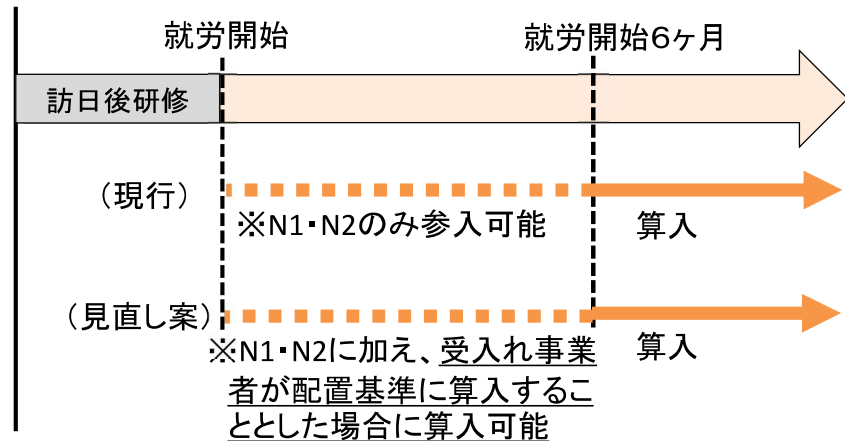 就労開始
就労開始6ヶ月
訪日後研修
（現行）
※N1・N2のみ参入可能
算入
（見直し案）
※N1・N2に加え、受入れ事業
者が配置基準に算入するこ
ととした場合に算入可能
算入